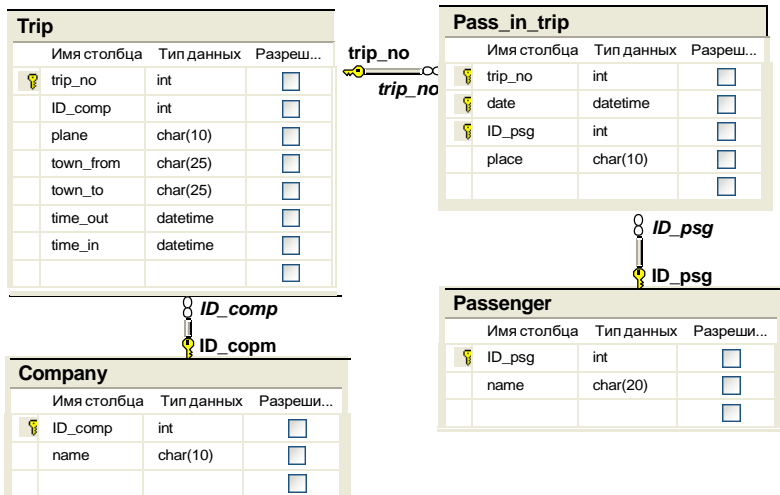 Trip
Имя столбца Тип данных Разреш...
trip_no int
ID_comp int
plane char(10)
town_from char(25)
town_to char(25)
time_out datetime
time_in datetime
trip_no
trip_no
Pass_in_trip
Имя столбца Тип данных Разреш...
trip_no int
date datetime
ID_psg int
place char(10)
ID_psg
ID_psg
ID_comp
ID_copm
Passenger
Имя столбца Тип данных Разреши...
ID_psg int
name char(20)
Company
Имя столбца Тип данных Разреши...
ID_comp int
name char(10)